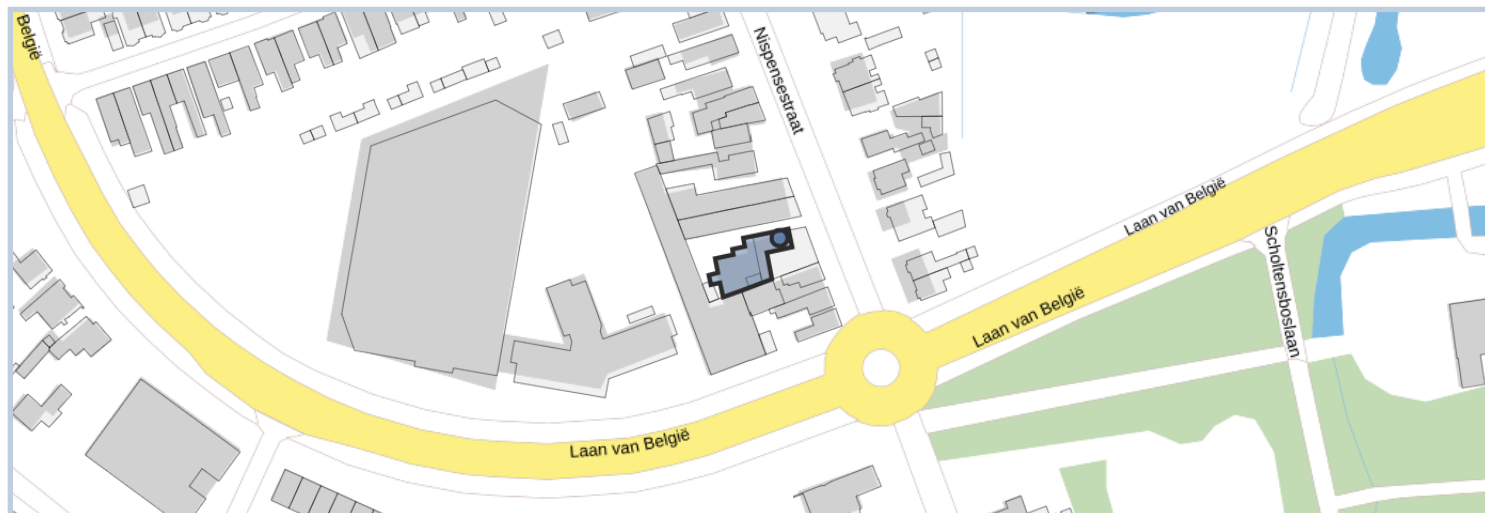 België
Nispensestraat
Laan van België
Scholtensboslaan
Laan van België
Laan van België